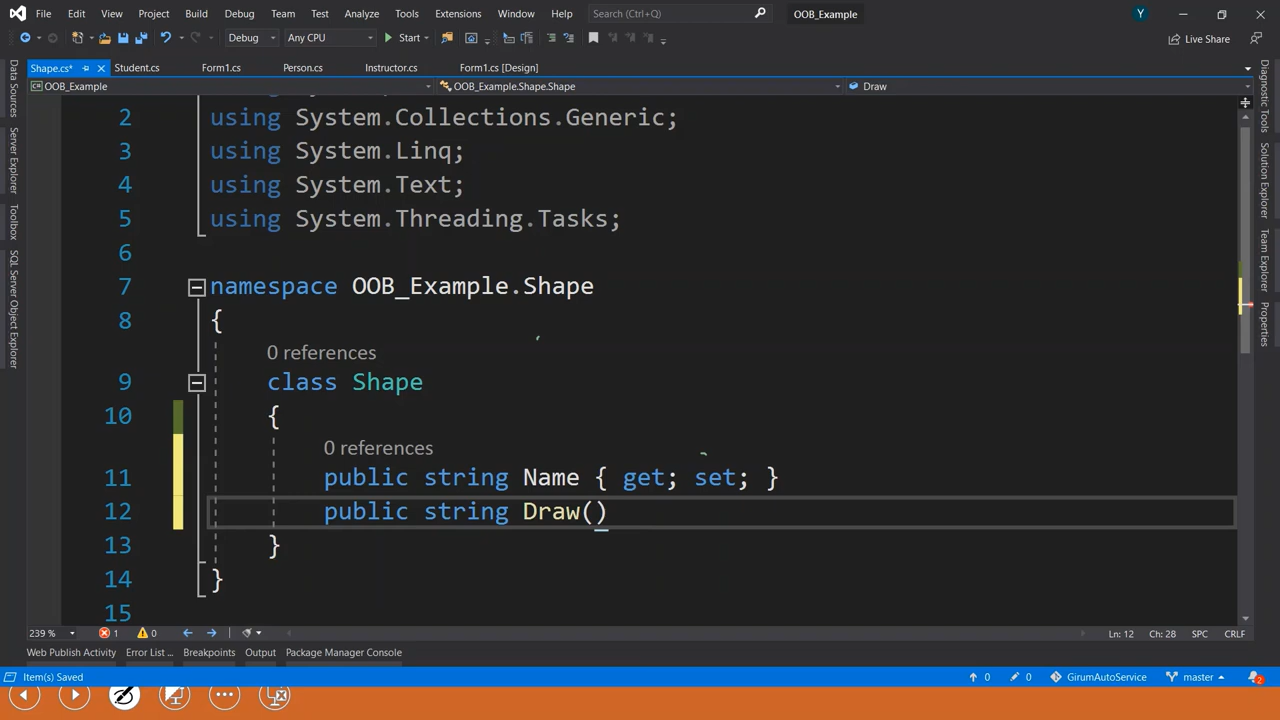 File Edit View Project Build Debug Team Test Analyze Tools Extensions Window Help Search (Ctrl+Q) OOB_Example Y
Debug Any CPU Start Live Share
Shape.cs* Student.cs Form1.cs Person.cs Instructor.cs Form1.cs [Design]
OOB_Example OOB_Example.Shape.Shape Draw
2 using System.Collections.Generic;
3 using System.Linq;
4 using System.Text;
5 using System.Threading.Tasks;
6
7 namespace OOB_Example.Shape
8 {
0 references
9 class Shape
10 {
0 references
11 public string Name { get; set; }
12 public string Draw()
13 }
14 }
15
Data Sources
Server Explorer
Toolbox
SQL Server Object Explorer
Diagnostic Tools
Solution Explorer
Team Explorer
Properties
239 % 1 0 Ln: 12 Ch: 28 SPC CRLF
Web Publish Activity Error List ... Breakpoints Output Package Manager Console
Item(s) Saved 0 0 GirumAutoService master 2